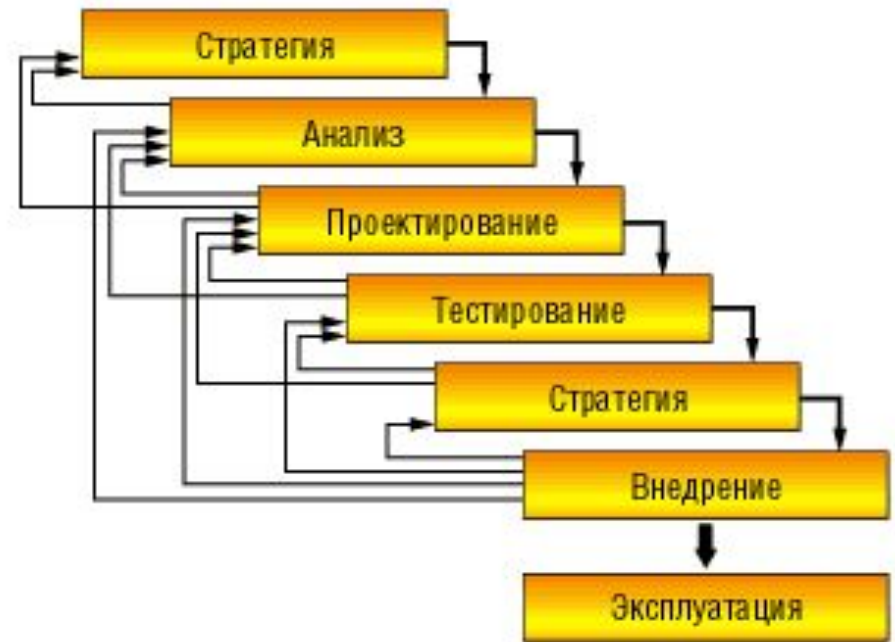 Стратегия
Анализ
Проектирование
Тестирование
Стратегия
Внедрение
Эксплуатация